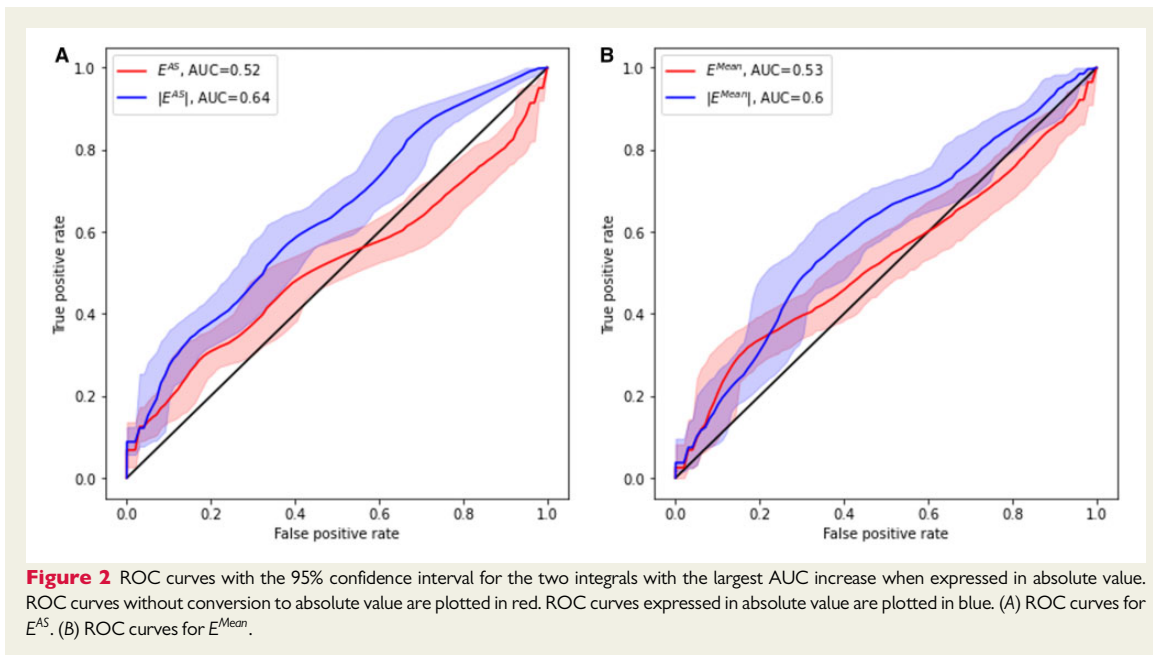 A
E^AS, AUC=0.52
|E^AS|, AUC=0.64
1.0
0.8
0.6
0.4
0.2
0.0
True positive rate
0.0 0.2 0.4 0.6 0.8 1.0
False positive rate
B
E^Mean, AUC=0.53
|E^Mean|, AUC=0.6
1.0
0.8
0.6
0.4
0.2
0.0
True positive rate
0.0 0.2 0.4 0.6 0.8 1.0
False positive rate
Figure 2 ROC curves with the 95% confidence interval for the two integrals with the largest AUC increase when expressed in absolute value.
ROC curves without conversion to absolute value are plotted in red. ROC curves expressed in absolute value are plotted in blue. (A) ROC curves for
E^AS. (B) ROC curves for E^Mean.